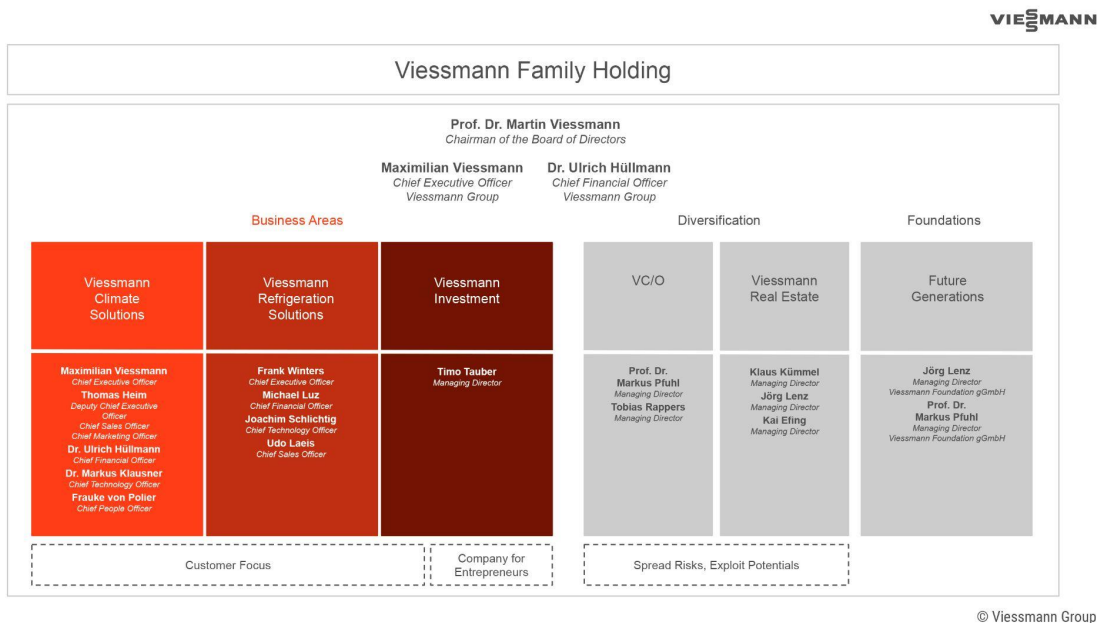 VIESSMANN
Viessmann Family Holding
Prof. Dr. Martin Viessmann
Chairman of the Board of Directors
Maximilian Viessmann
Chief Executive Officer
Viessmann Group
Dr. Ulrich Hüllmann
Chief Financial Officer
Viessmann Group
Business Areas
Diversification
Foundations
Viessmann
Climate
Solutions
Viessmann
Refrigeration
Solutions
Viessmann
Investment
VC/O
Viessmann
Real Estate
Future
Generations
Maximilian Viessmann
Chief Executive Officer
Thomas Heim
Deputy Chief Executive
Officer
Chief Sales Officer
Chief Marketing Officer
Dr. Ulrich Hüllmann
Chief Financial Officer
Dr. Markus Klausner
Chief Technology Officer
Frauke von Polier
Chief People Officer
Frank Winters
Chief Executive Officer
Michael Luz
Chief Financial Officer
Joachim Schlichtig
Chief Technology Officer
Udo Laeis
Chief Sales Officer
Timo Tauber
Managing Director
Prof. Dr.
Markus Pfuhl
Managing Director
Tobias Rappers
Managing Director
Klaus Kümmel
Managing Director
Jörg Lenz
Managing Director
Kai Efing
Managing Director
Jörg Lenz
Managing Director
Viessmann Foundation gGmbH
Prof. Dr.
Markus Pfuhl
Managing Director
Viessmann Foundation gGmbH
Customer Focus
Company for
Entrepreneurs
Spread Risks, Exploit Potentials
© Viessmann Group